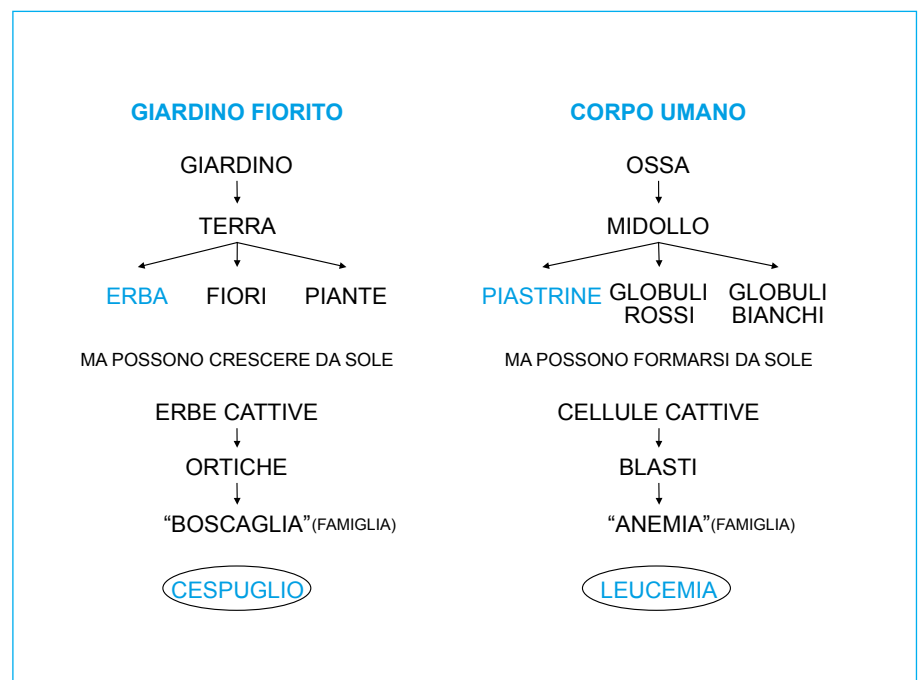 GIARDINO FIORITO
GIARDINO
TERRA
ERBA FIORI PIANTE
MA POSSONO CRESCERE DA SOLE
ERBE CATTIVE
ORTICHE
“BOSCAGLIA”(FAMIGLIA)
CESPUGLIO
CORPO UMANO
OSSA
MIDOLLO
PIASTRINE GLOBULI GLOBULI
ROSSI BIANCHI
MA POSSONO FORMARSI DA SOLE
CELLULE CATTIVE
BLASTI
“ANEMIA”(FAMIGLIA)
LEUCEMIA